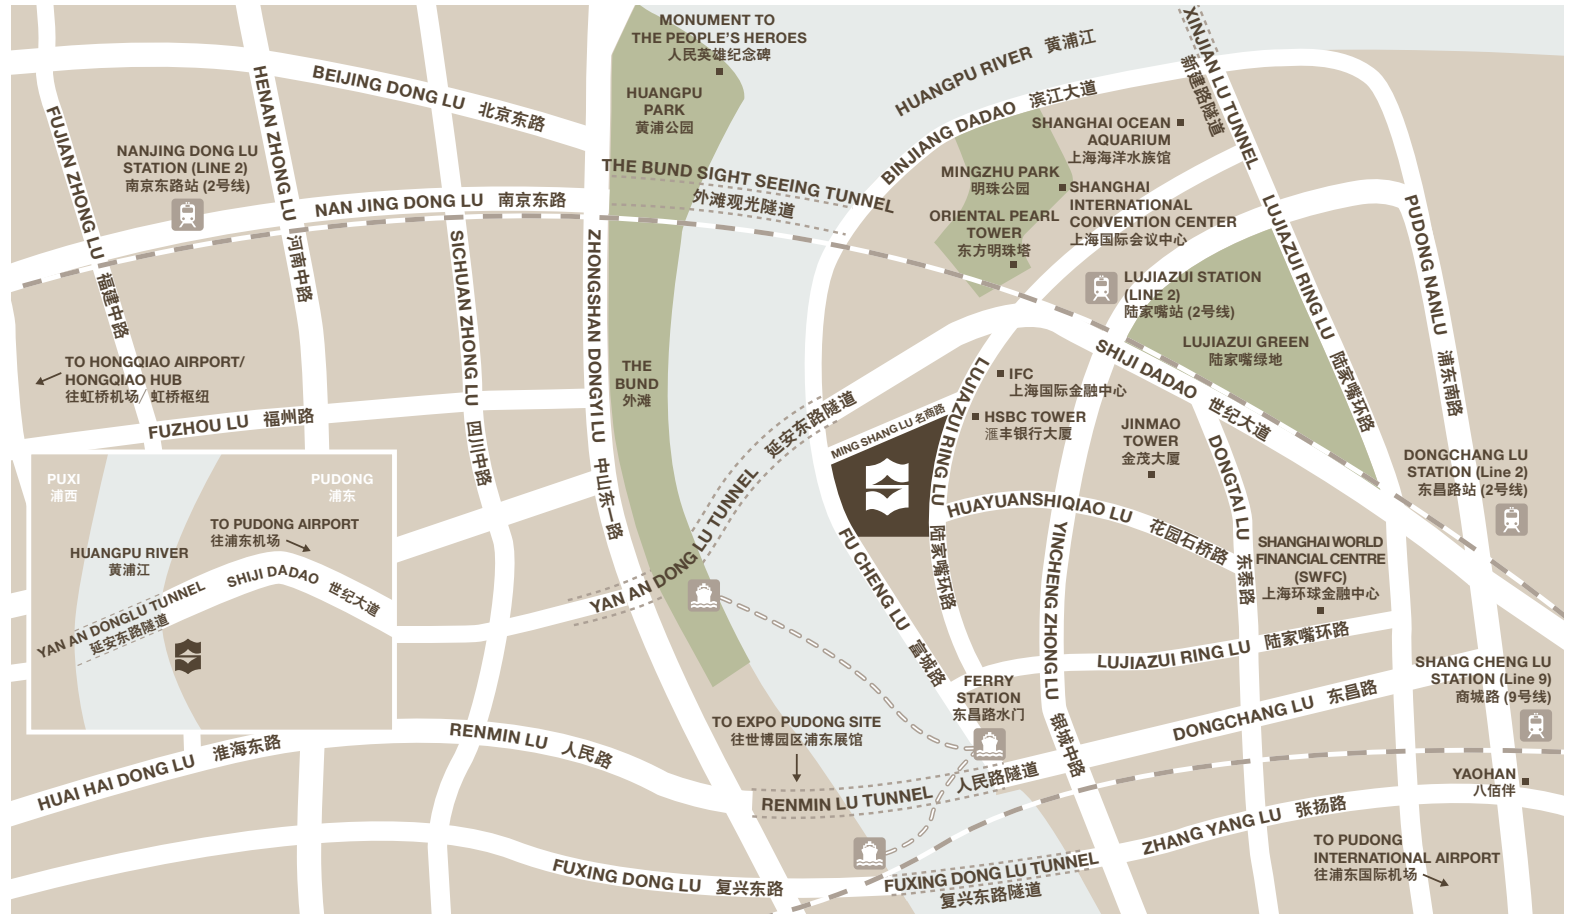 MONUMENT TO
THE PEOPLE'S HEROES
人民英雄纪念碑
HUANGPU
PARK
黄浦公园
HUANGPU RIVER 黄浦江
XINJIAN LU TUNNEL
新建路隧道
BEIJING DONG LU 北京东路
HENAN ZHONG LU 河南中路
FUJIAN ZHONG LU 福建中路
BINJIANG DADAO 滨江大道
SHANGHAI OCEAN
AQUARIUM
上海海洋水族馆
NANJING DONG LU
STATION (LINE 2)
南京东路站 (2号线)
THE BUND SIGHT SEEING TUNNEL
外滩观光隧道
MINGZHU PARK
明珠公园
SHANGHAI
INTERNATIONAL
CONVENTION CENTER
上海国际会议中心
NAN JING DONG LU 南京东路
ORIENTAL PEARL
TOWER
东方明珠塔
LUJIAZUI RING LU 陆家嘴环路
PUDONG NANLU 浦东南路
SICHUAN ZHONG LU 四川中路
ZHONGSHAN DONGYI LU 中山东一路
LUJIAZUI STATION
(LINE 2)
陆家嘴站 (2号线)
LUJIAZUI GREEN
陆家嘴绿地
SHIJI DADAO 世纪大道
TO HONGQIAO AIRPORT/
HONGQIAO HUB
往虹桥机场/ 虹桥枢纽
THE
BUND
外滩
IFC
上海国际金融中心
HSBC TOWER
滙丰银行大厦
LUJIAZUI RING LU 陆家嘴环路
FUZHOU LU 福州路
MING SHANG LU 名商路
YAN AN DONG LU TUNNEL 延安东路隧道
JINMAO
TOWER
金茂大厦
DONGTAI LU 东泰路
DONGCHANG LU
STATION (Line 2)
东昌路站 (2号线)
PUXI
浦西
PUDONG
浦东
TO PUDONG AIRPORT
往浦东机场
HUANGPU RIVER
黄浦江
SHIJI DADAO 世纪大道
YAN AN DONGLU TUNNEL
延安东路隧道
HUAYUANSHIQIAO LU 花园石桥路
FU CHENG LU 富城路
YINCHENG ZHONG LU 银城中路
SHANGHAI WORLD
FINANCIAL CENTRE
(SWFC)
上海环球金融中心
LUJIAZUI RING LU 陆家嘴环路
SHANG CHENG LU
STATION (Line 9)
商城路 (9号线)
FERRY
STATION
东昌路水门
DONGCHANG LU 东昌路
TO EXPO PUDONG SITE
往世博园区浦东展馆
RENMIN LU 人民路
HUAI HAI DONG LU 淮海东路
RENMIN LU TUNNEL 人民路隧道
YAOHAN
八佰伴
ZHANG YANG LU 张扬路
TO PUDONG
INTERNATIONAL AIRPORT
往浦东国际机场
FUXING DONG LU 复兴东路
FUXING DONG LU TUNNEL
复兴东路隧道